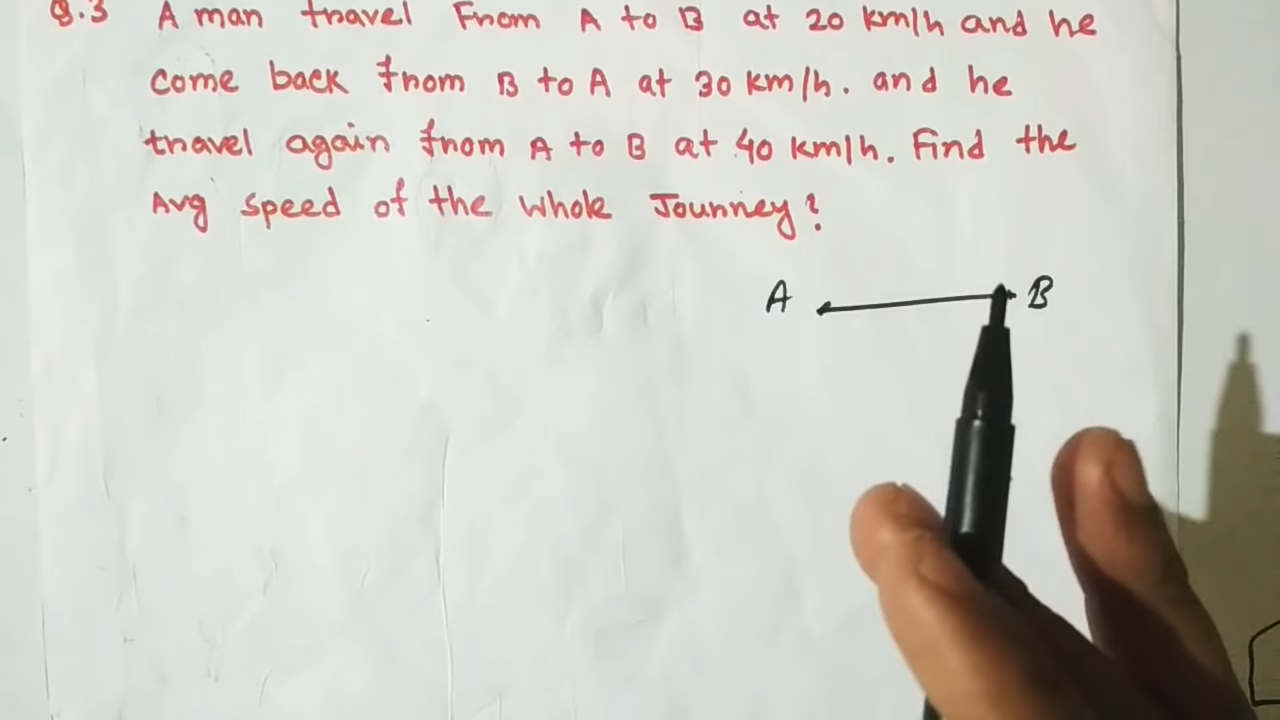 Q.3 A man travel From A to B at 20 km/h and he
come back from B to A at 30 km/h. and he
travel again from A to B at 40 km/h. Find the
Avg speed of the whole Journey?
A B